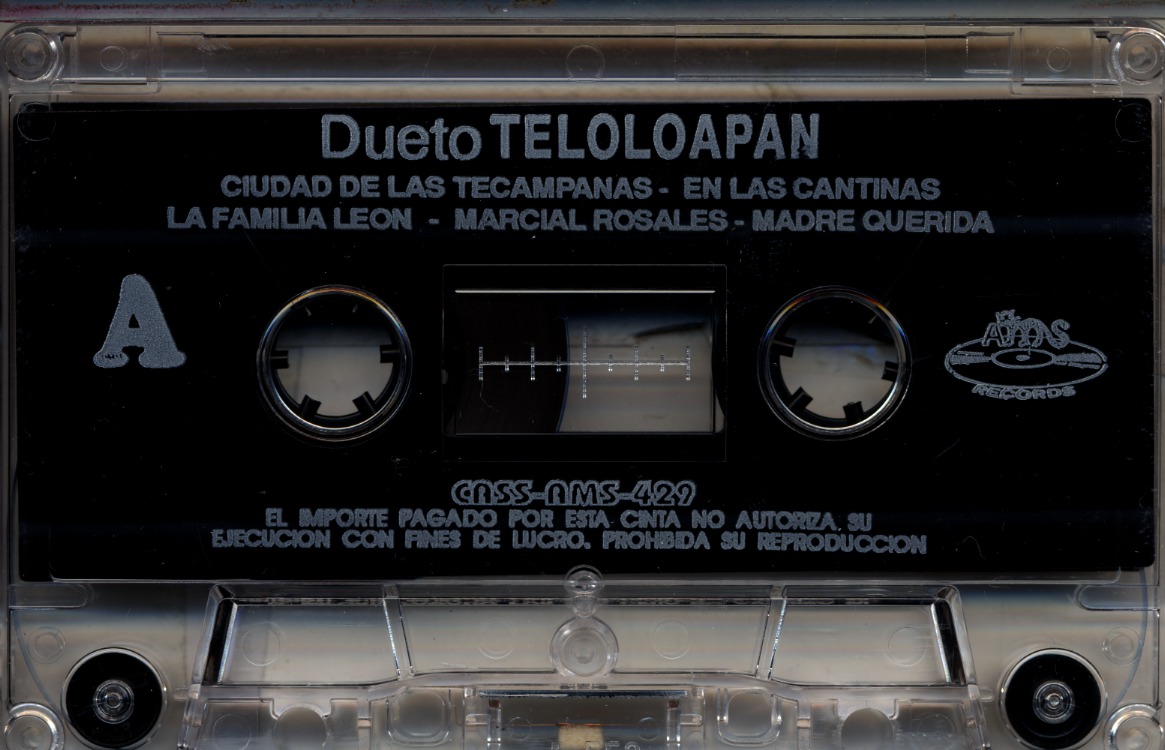 Dueto TELOLOAPAN
CIUDAD DE LAS TECAMPANAS - EN LAS CANTINAS
LA FAMILIA LEON - MARCIAL ROSALES - MADRE QUERIDA
A
RECORDS
CASS-AMS-429
EL IMPORTE PAGADO POR ESTA CINTA NO AUTORIZA SU
EJECUCION CON FINES DE LUCRO. PROHIBIDA SU REPRODUCCION